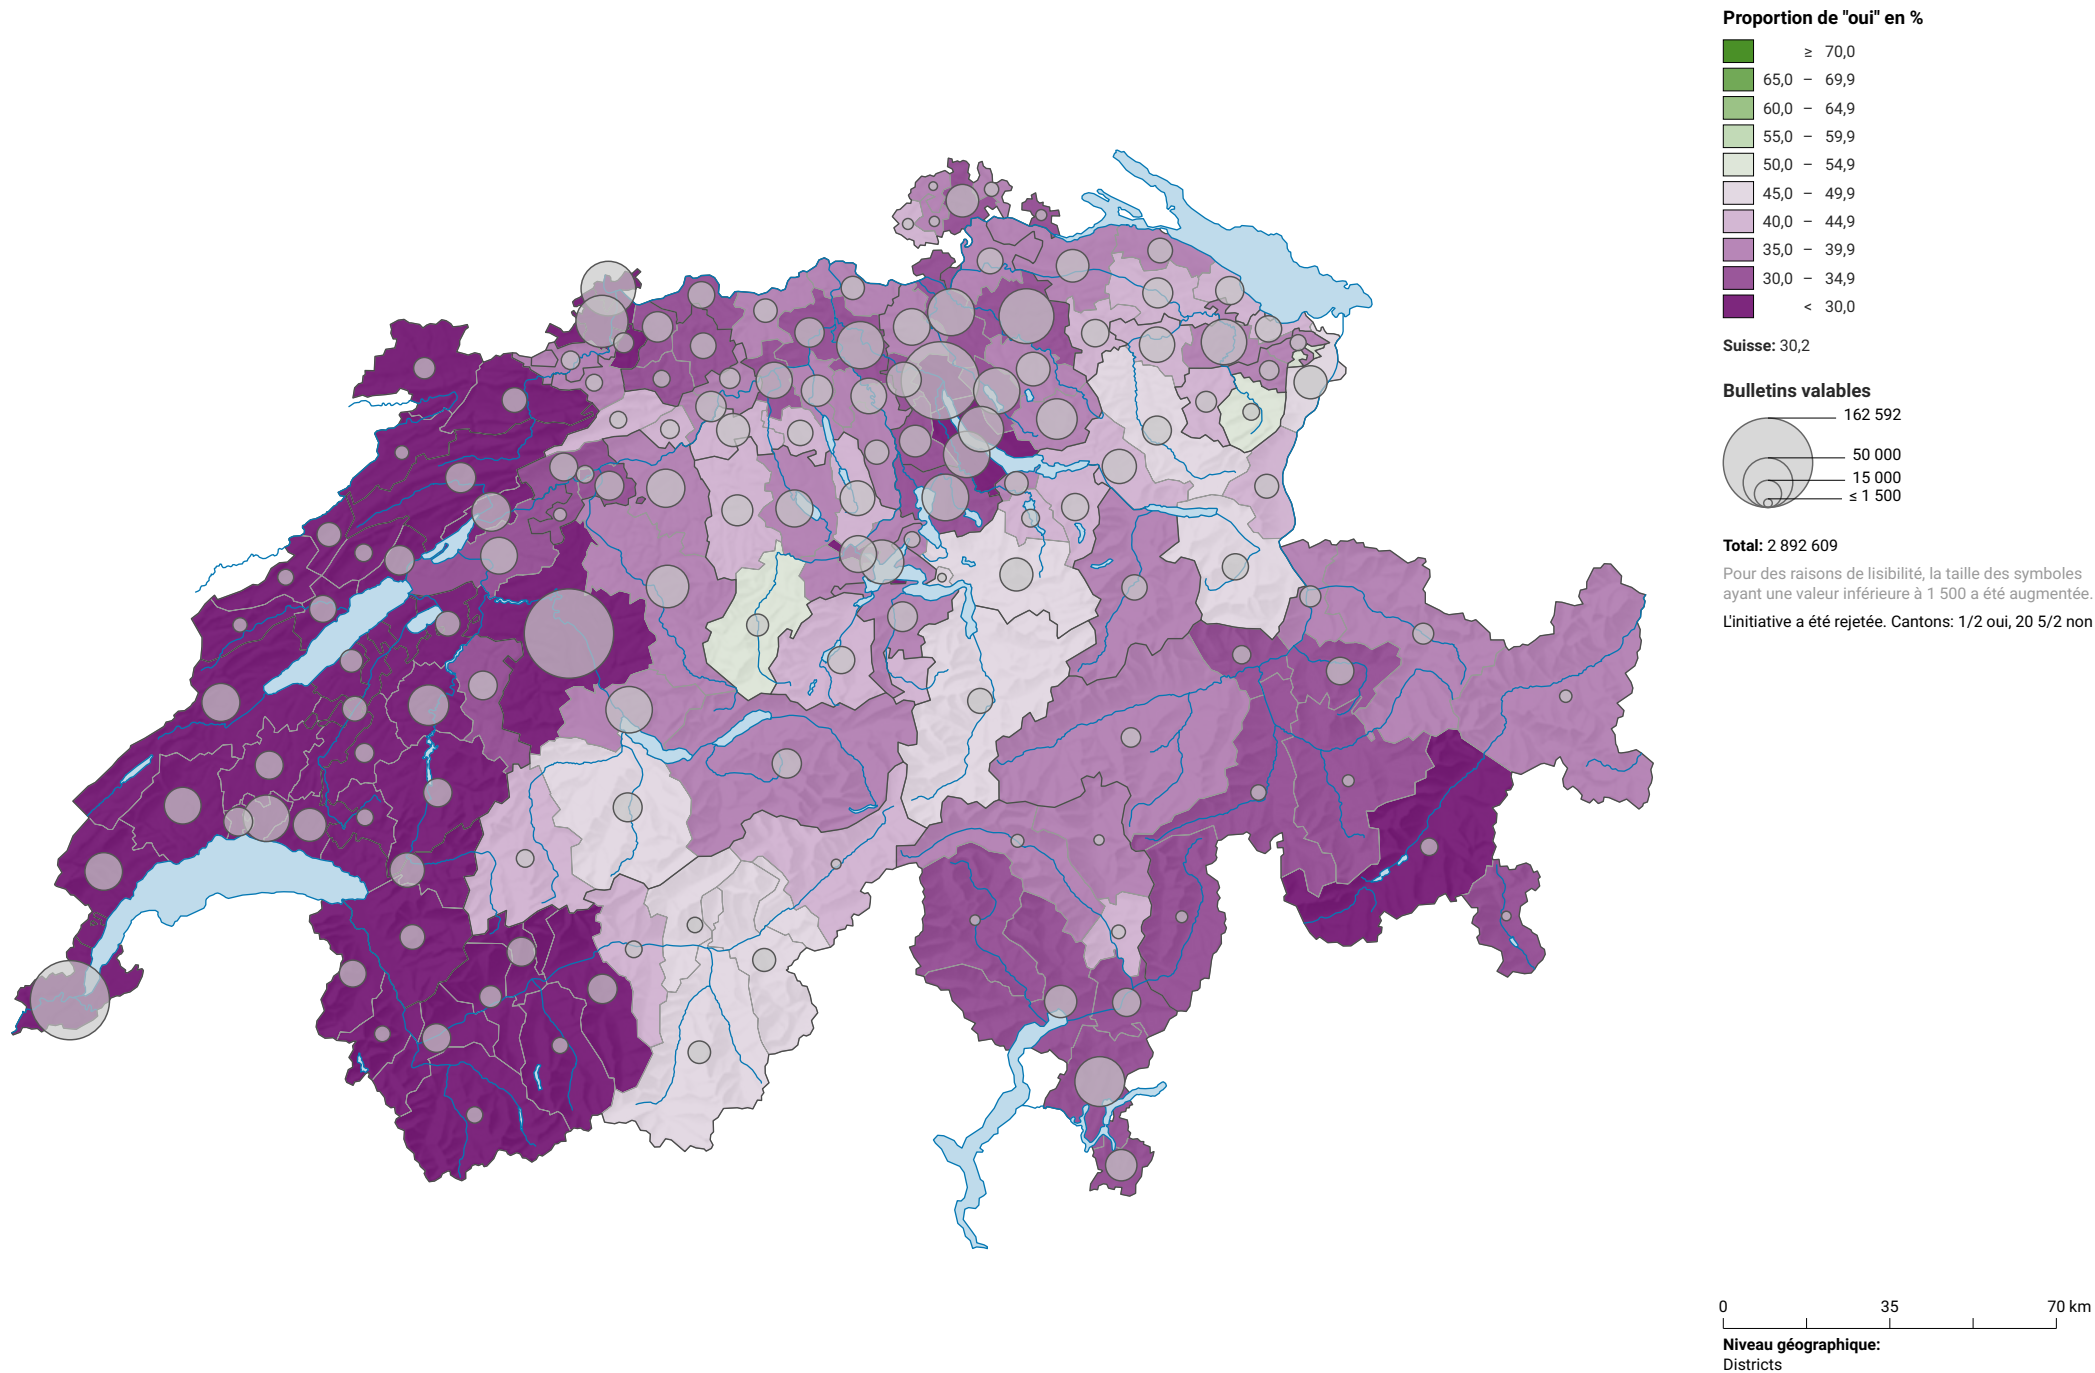 Proportion de "oui" en %
≥ 70,0
65,0 – 69,9
60,0 – 64,9
55,0 – 59,9
50,0 – 54,9
45,0 – 49,9
40,0 – 44,9
35,0 – 39,9
30,0 – 34,9
< 30,0
Suisse: 30,2
Bulletins valables
162 592
50 000
15 000
≤ 1 500
Total: 2 892 609
Pour des raisons de lisibilité, la taille des symboles
ayant une valeur inférieure à 1 500 a été augmentée.
L'initiative a été rejetée. Cantons: 1/2 oui, 20 5/2 non
0 35 70 km
Niveau géographique:
Districts